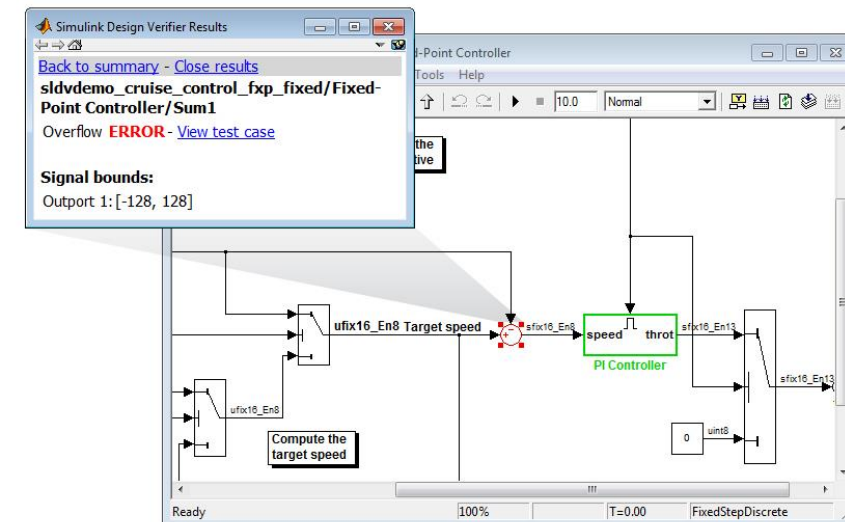 Simulink Design Verifier Results
Back to summary - Close results
sldvdemo_cruise_control_fxp_fixed/Fixed-
Point Controller/Sum1
Overflow ERROR - View test case
Signal bounds:
Outport 1: [-128, 128]
d-Point Controller
Tools Help
10.0 Normal
the
tive
ufix16_En8 Target speed
sfix16_En8
speed throt
PI Controller
sfix16_En13
sfix16_En13
ufix16_En8
Compute the
target speed
0
uint8
Ready 100% T=0.00 FixedStepDiscrete